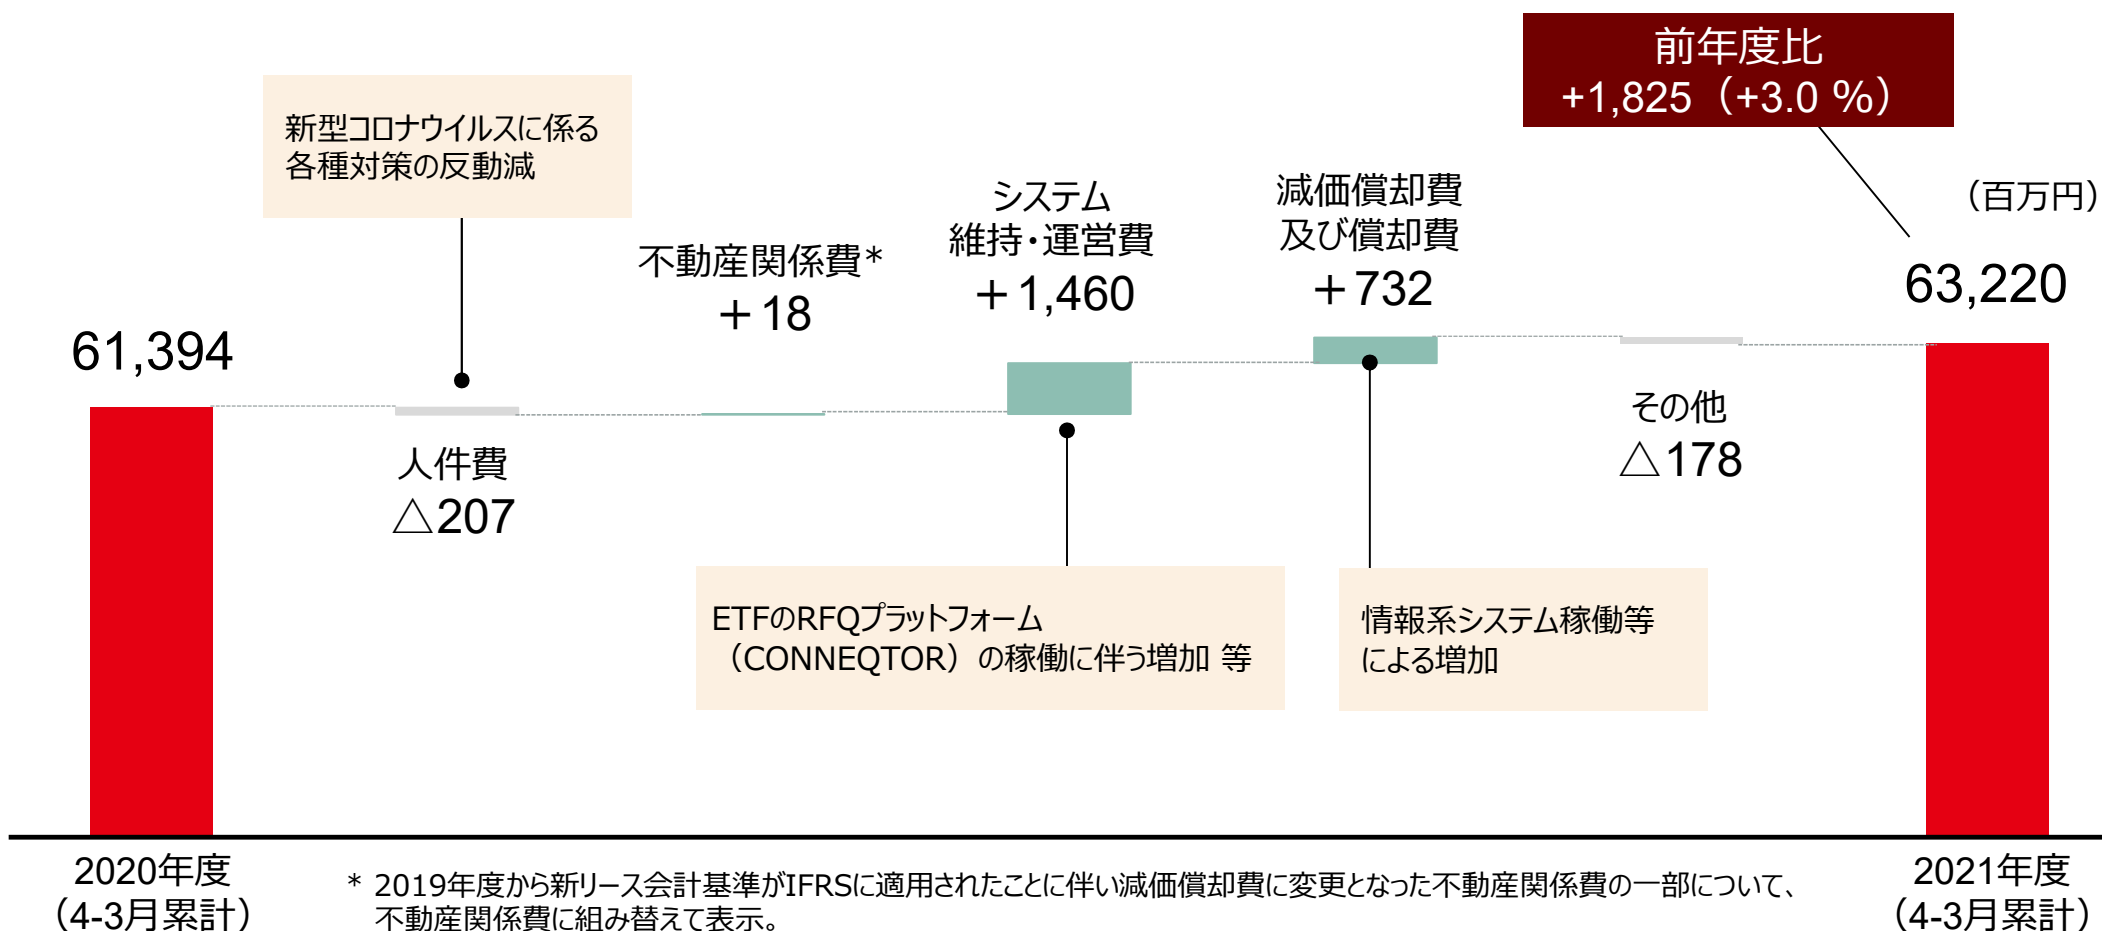 前年度比
+1,825（+3.0 %）
新型コロナウイルスに係る
各種対策の反動減
（百万円）
システム
維持・運営費
＋1,460
減価償却費
及び償却費
＋732
不動産関係費*
＋18
63,220
61,394
人件費
△207
その他
△178
ETFのRFQプラットフォーム
（CONNEQTOR）の稼働に伴う増加 等
情報系システム稼働等
による増加
2020年度
（4-3月累計）
* 2019年度から新リース会計基準がIFRSに適用されたことに伴い減価償却費に変更となった不動産関係費の一部について、
不動産関係費に組み替えて表示。
2021年度
（4-3月累計）